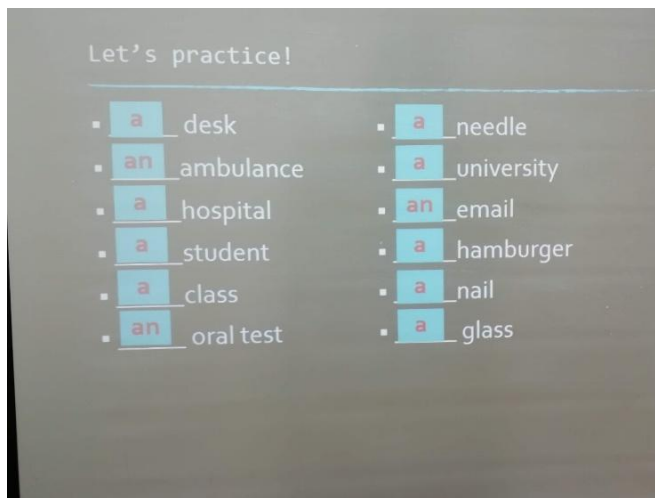 Let's practice!
▪ a desk
▪ an ambulance
▪ a hospital
▪ a student
▪ a class
▪ an oral test
▪ a needle
▪ a university
▪ an email
▪ a hamburger
▪ a nail
▪ a glass